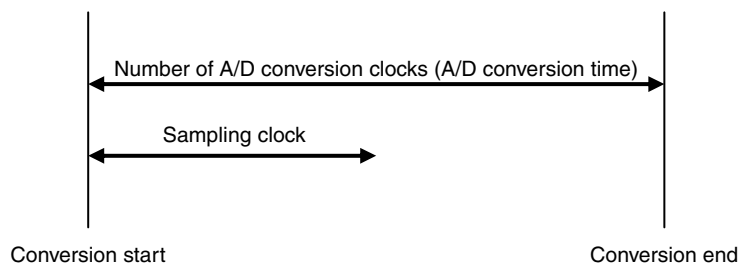 Number of A/D conversion clocks (A/D conversion time)
Sampling clock
Conversion start
Conversion end